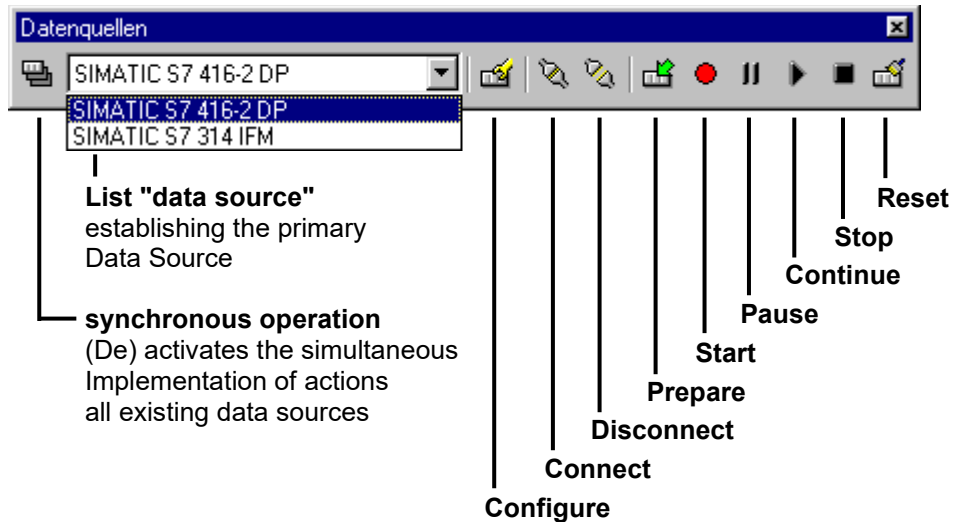 Datenquellen
SIMATIC S7 416-2 DP
SIMATIC S7 416-2 DP
SIMATIC S7 314 IFM
List "data source"
establishing the primary
Data Source
synchronous operation
(De) activates the simultaneous
Implementation of actions
all existing data sources
Reset
Stop
Continue
Pause
Start
Prepare
Disconnect
Connect
Configure